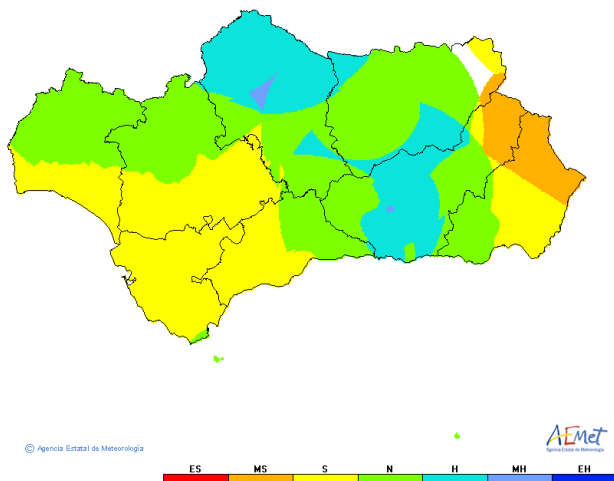 © Agencia Estatal de Meteorología
AEMet
Agencia Estatal de Meteorología
ES MS S N H MH EH